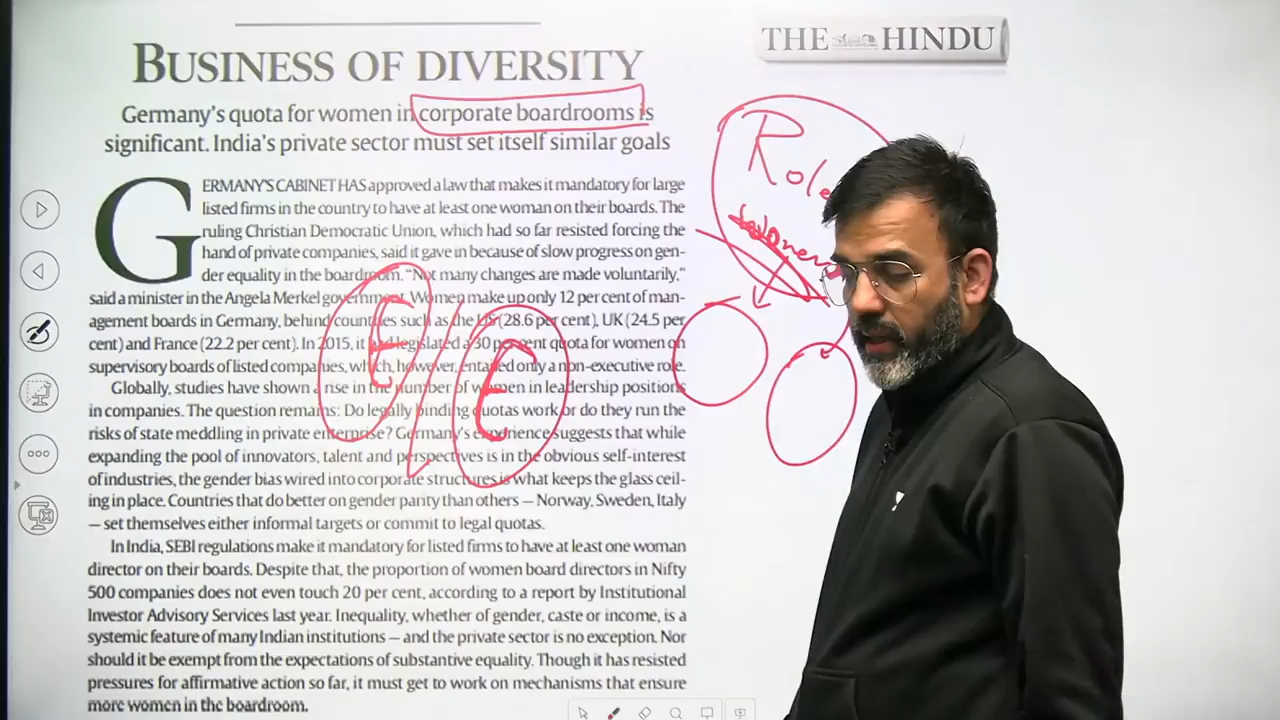 BUSINESS OF DIVERSITY
Germany's quota for women in corporate boardrooms is
significant. India's private sector must set itself similar goals
GERMANY'S CABINET HAS approved a law that makes it mandatory for large
listed firms in the country to have at least one woman on their boards. The
ruling Christian Democratic Union, which had so far resisted forcing the
hand of private companies, said it gave in because of slow progress on gen-
der equality in the boardroom. “Not many changes are made voluntarily,”
said a minister in the Angela Merkel government. Women make up only 12 per cent of man-
agement boards in Germany, behind countries such as the US (28.6 per cent), UK (24.5 per
cent) and France (22.2 per cent). In 2015, it had legislated a 30 per cent quota for women on
supervisory boards of listed companies, which, however, entailed only a non-executive role.
Globally, studies have shown a rise in the number of women in leadership positions
in companies. The question remains: Do legally binding quotas work or do they run the
risks of state meddling in private enterprise? Germany's experience suggests that while
expanding the pool of innovators, talent and perspectives is in the obvious self-interest
of industries, the gender bias wired into corporate structures is what keeps the glass ceil-
ing in place. Countries that do better on gender parity than others — Norway, Sweden, Italy
— set themselves either informal targets or commit to legal quotas.
In India, SEBI regulations make it mandatory for listed firms to have at least one woman
director on their boards. Despite that, the proportion of women board directors in Nifty
500 companies does not even touch 20 per cent, according to a report by Institutional
Investor Advisory Services last year. Inequality, whether of gender, caste or income, is a
systemic feature of many Indian institutions — and the private sector is no exception. Nor
should it be exempt from the expectations of substantive equality. Though it has resisted
pressures for affirmative action so far, it must get to work on mechanisms that ensure
more women in the boardroom.
THE HINDU
Role
Women
E/E